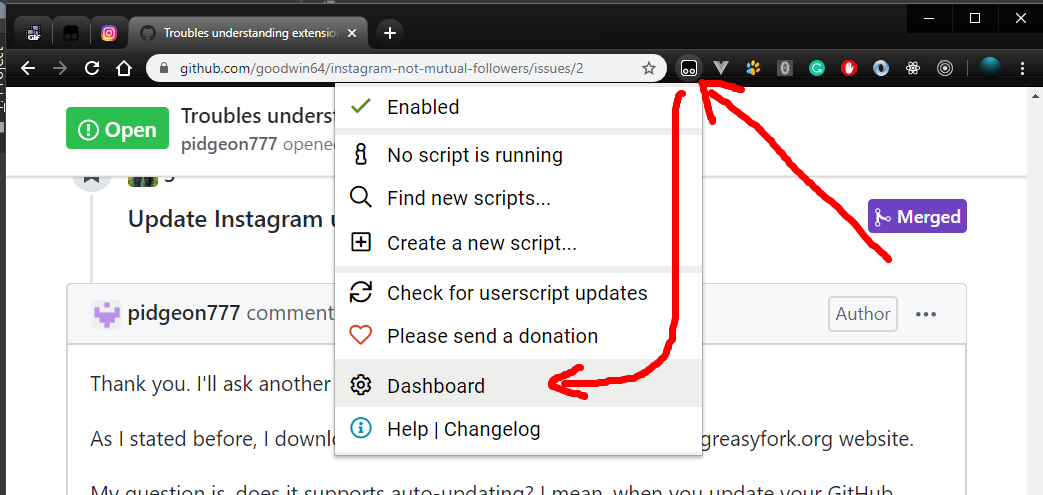 Troubles understanding extension
github.com/goodwin64/instagram-not-mutual-followers/issues/2
Open
Troubles underst
pidgeon777 opened
Update Instagram u
Merged
pidgeon777 comment
Author
Thank you. I'll ask another
As I stated before, I downl
greasyfork.org website.
My question is, does it supports auto-updating? I mean, when you update your GitHub
Enabled
No script is running
Find new scripts...
Create a new script...
Check for userscript updates
Please send a donation
Dashboard
Help | Changelog